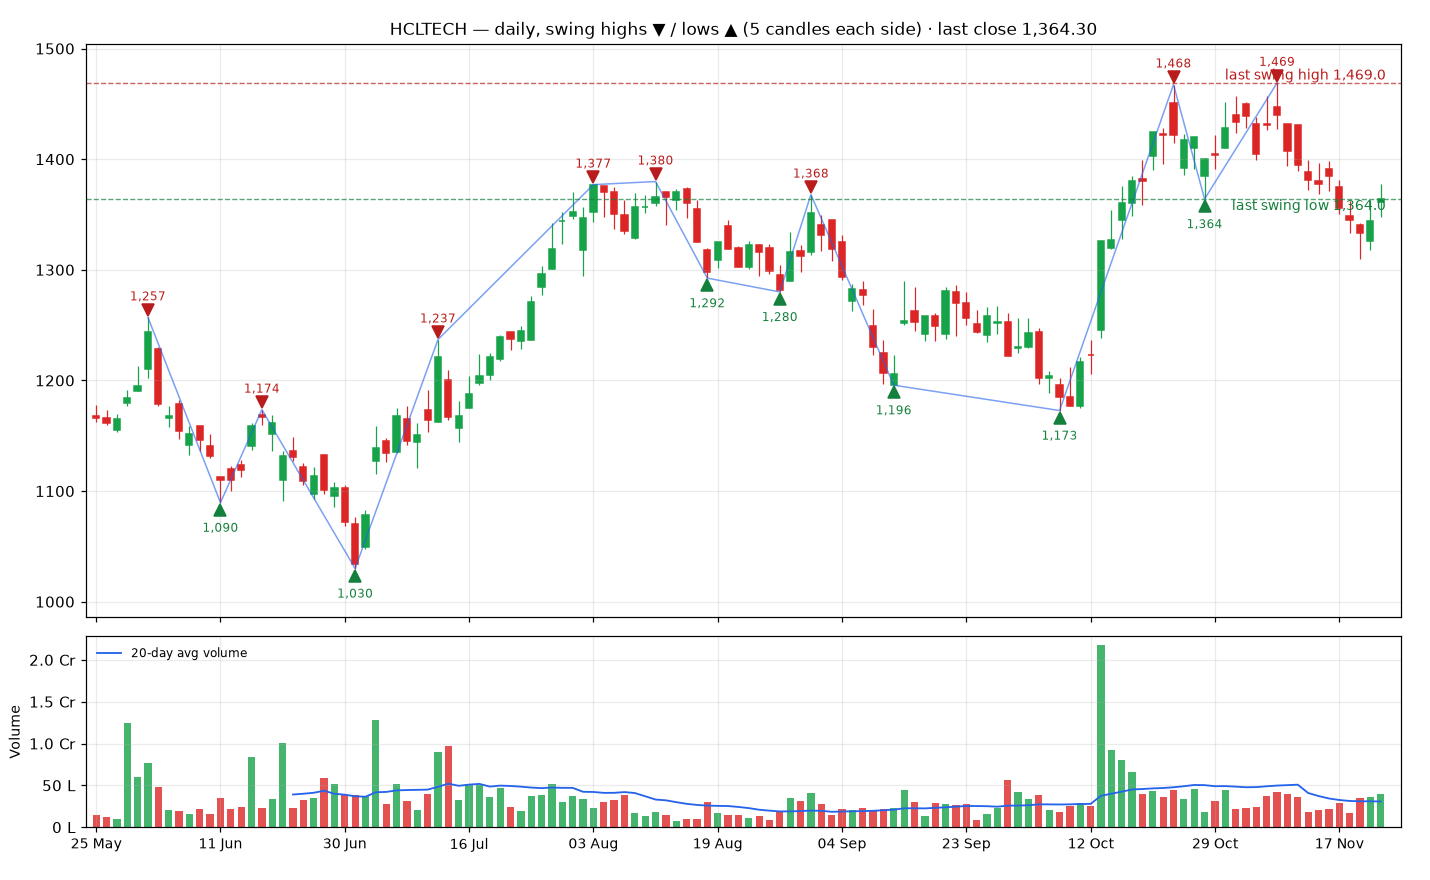 HCLTECH — daily, swing highs ▼ / lows ▲ (5 candles each side) · last close 1,364.30
1500
1400
1300
1200
1100
1000
1,468
1,469
last swing high 1,469.0
1,377
1,380
1,368
1,364
last swing low 1,364.0
1,257
1,237
1,292
1,280
1,174
1,196
1,173
1,090
1,030
20-day avg volume
Volume
2.0 Cr
1.5 Cr
1.0 Cr
50 L
0 L
25 May
11 Jun
30 Jun
16 Jul
03 Aug
19 Aug
04 Sep
23 Sep
12 Oct
29 Oct
17 Nov